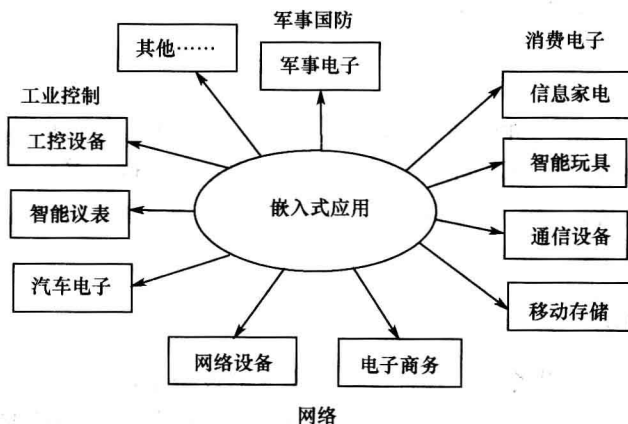 军事国防
消费电子
其他……
军事电子
信息家电
工业控制
工控设备
智能玩具
智能议表
嵌入式应用
通信设备
汽车电子
移动存储
网络设备
电子商务
网络